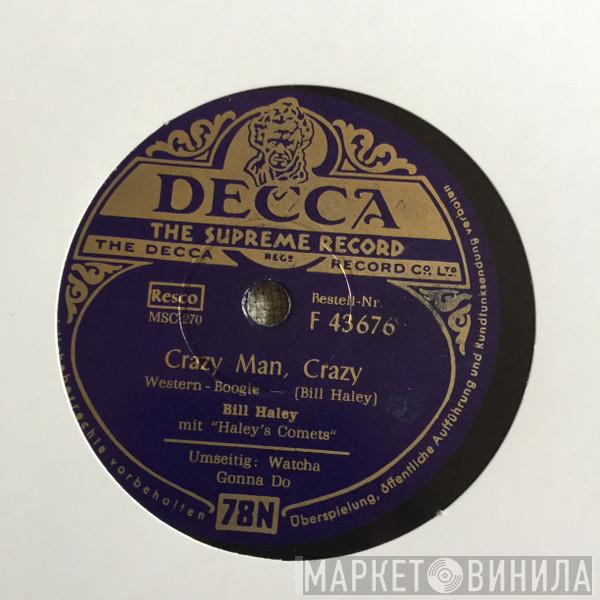 DECCA
THE SUPREME RECORD
THE DECCA REGD RECORD CO. LTD.
Resco
MSC 270
Bestell-Nr.
F 43676
Crazy Man, Crazy
Western-Boogie — (Bill Haley)
Bill Haley
mit "Haley's Comets"
Umseitig: Watcha
Gonna Do
78N
Urheberrechte vorbehalten
Überspielung, öffentliche Aufführung und Rundfunksendung verboten
МАРКЕТ ВИНИЛА